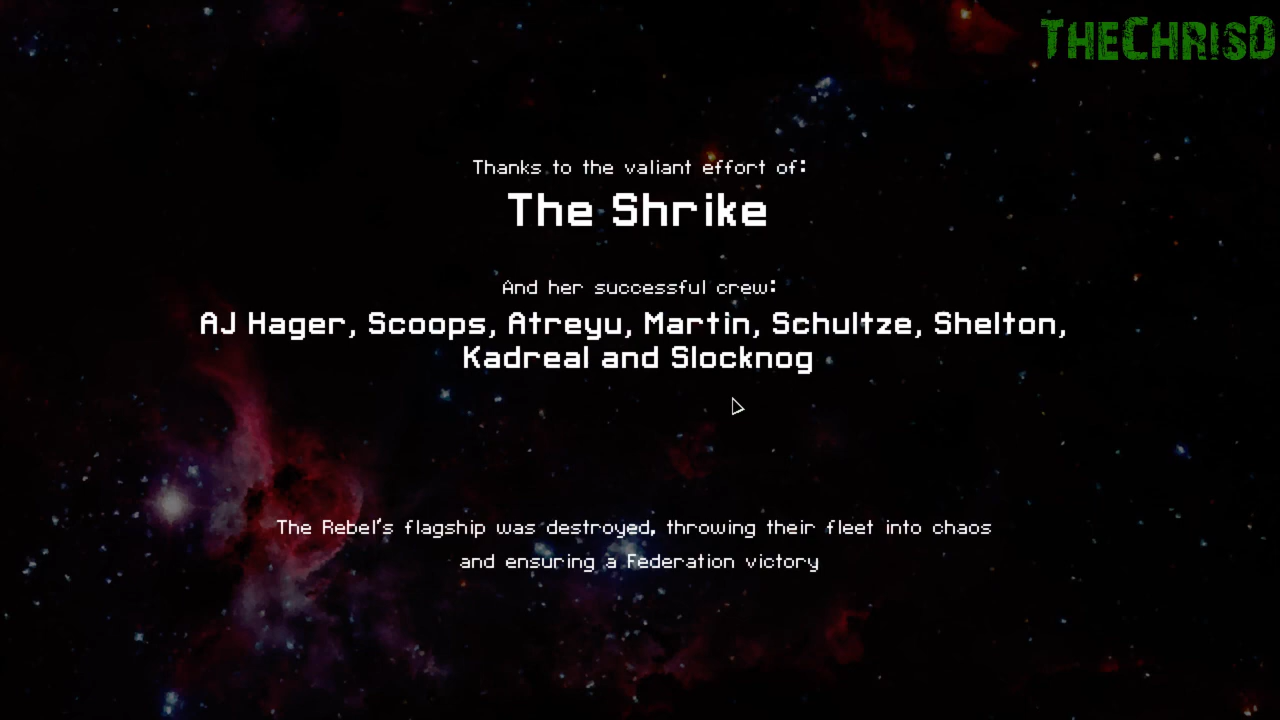 THECHRISD
Thanks to the valiant effort of:
The Shrike
And her successful crew:
AJ Hager, Scoops, Atreyu, Martin, Schultze, Shelton,
Kadreal and Slocknog
The Rebel's flagship was destroyed, throwing their fleet into chaos
and ensuring a Federation victory